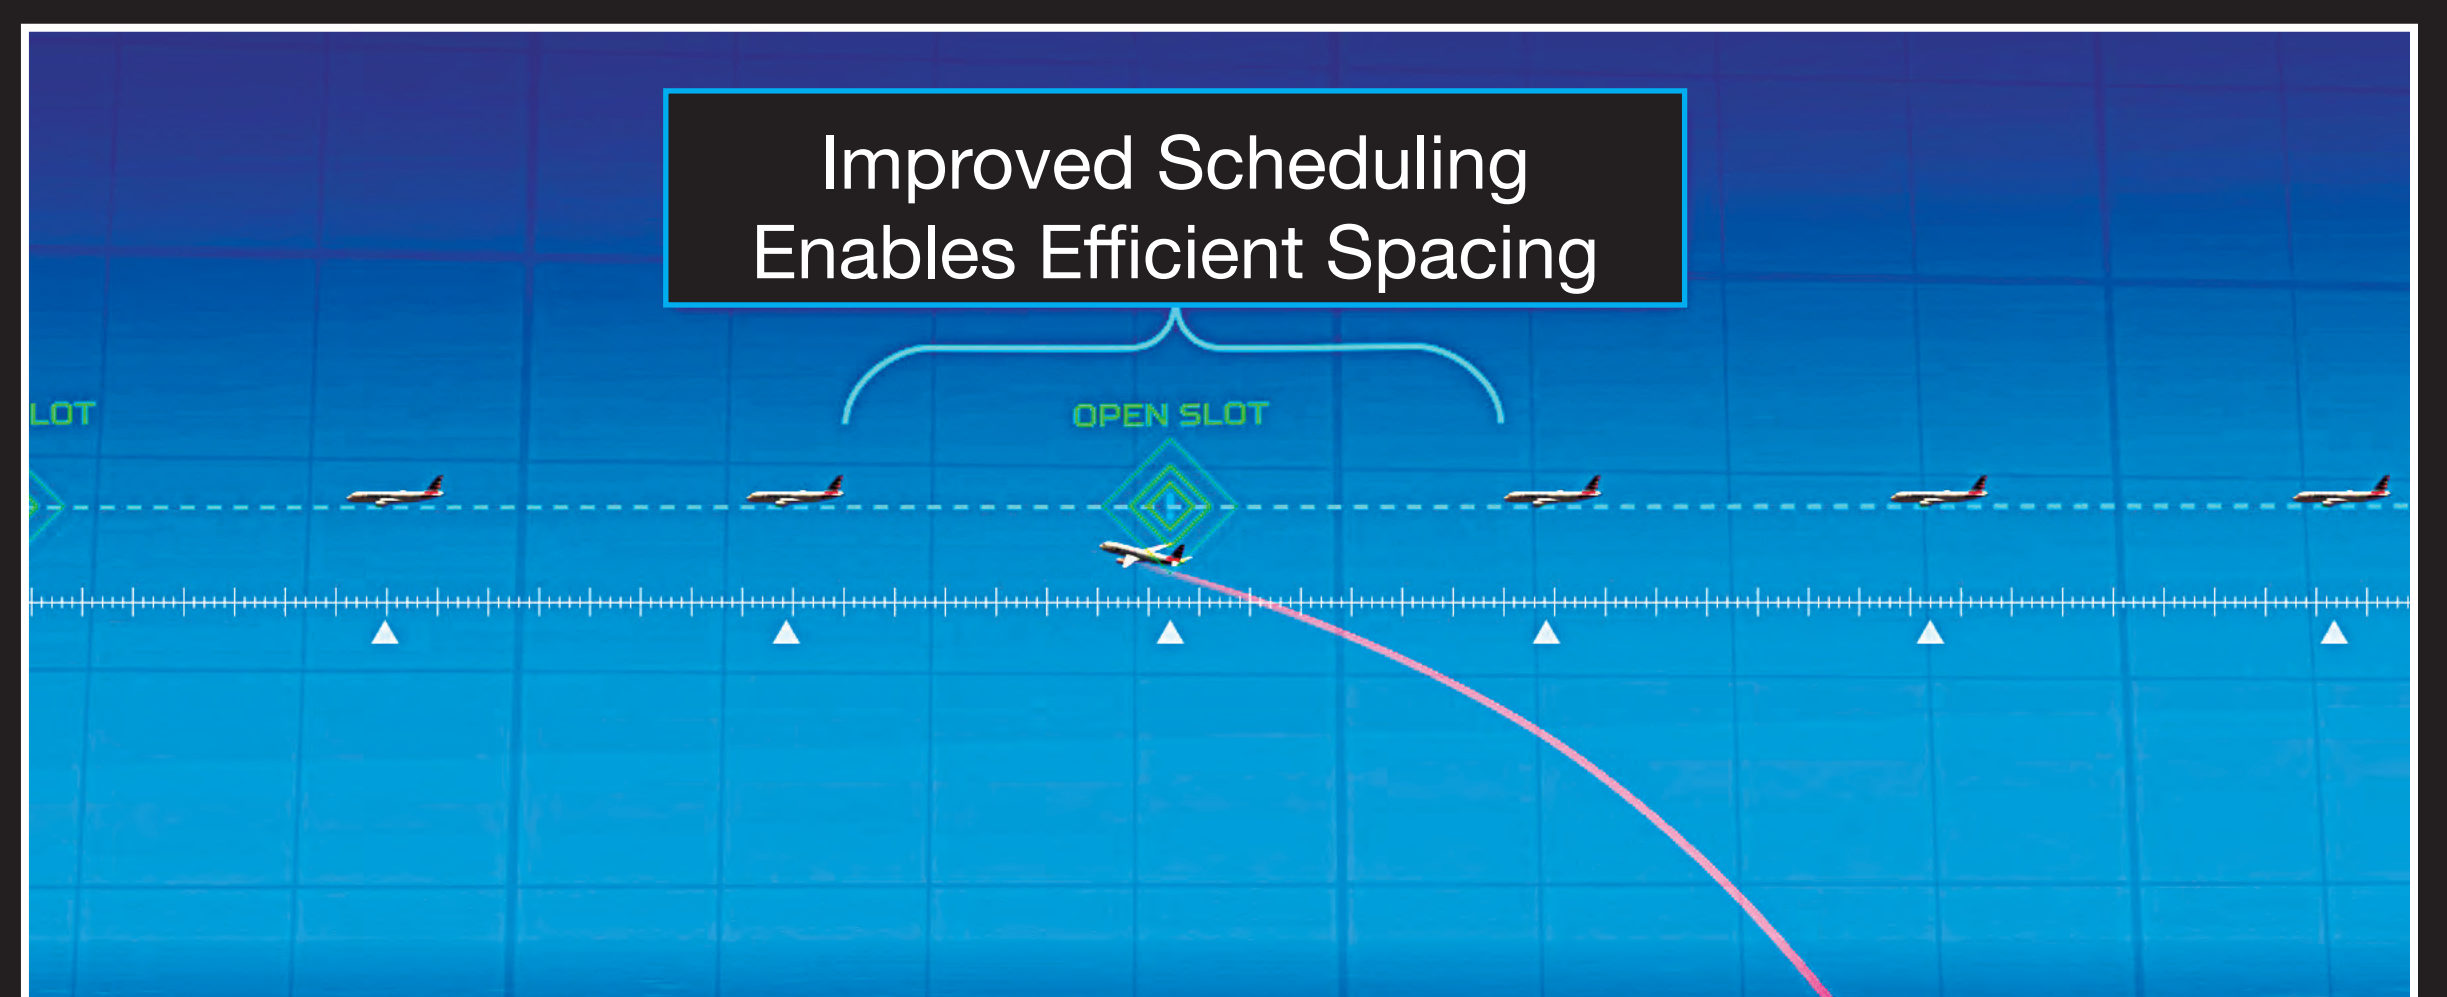 Improved Scheduling
Enables Efficient Spacing
LOT
OPEN SLOT